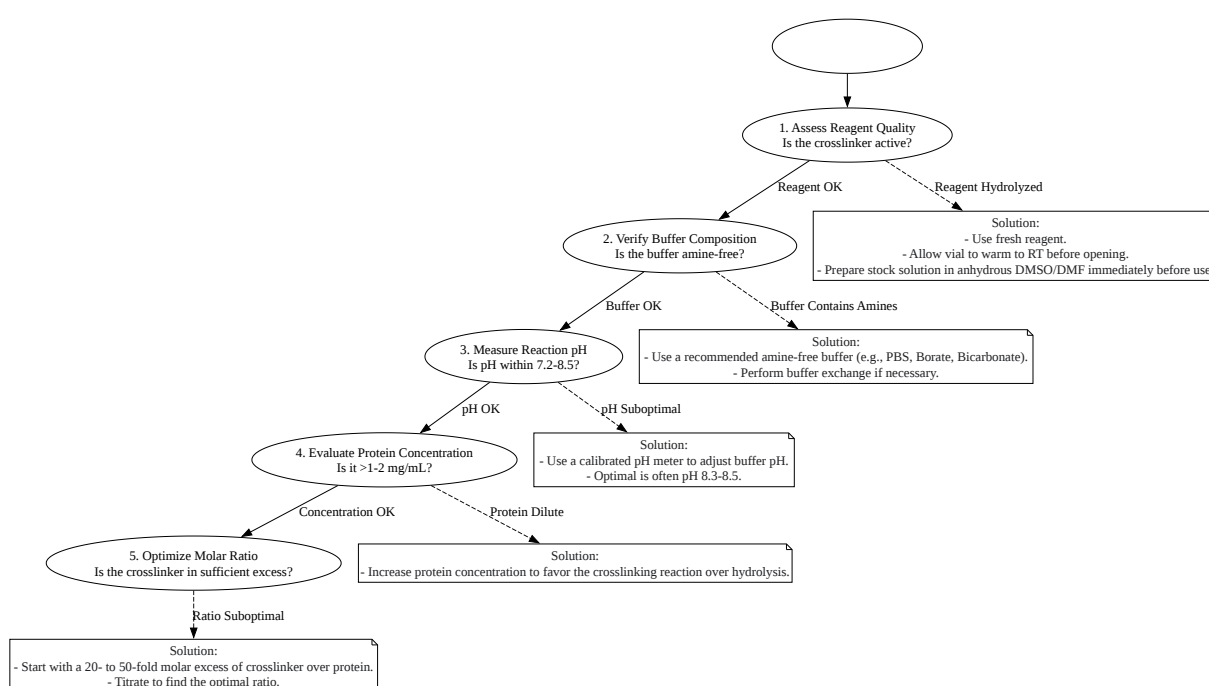 1. Assess Reagent Quality
Is the crosslinker active?
Reagent OK
Reagent Hydrolyzed
Solution:
- Use fresh reagent.
- Allow vial to warm to RT before opening.
- Prepare stock solution in anhydrous DMSO/DMF immediately before use
2. Verify Buffer Composition
Is the buffer amine-free?
Buffer OK
Buffer Contains Amines
Solution:
- Use a recommended amine-free buffer (e.g., PBS, Borate, Bicarbonate).
- Perform buffer exchange if necessary.
3. Measure Reaction pH
Is pH within 7.2-8.5?
pH OK
pH Suboptimal
Solution:
- Use a calibrated pH meter to adjust buffer pH.
- Optimal is often pH 8.3-8.5.
4. Evaluate Protein Concentration
Is it >1-2 mg/mL?
Concentration OK
Protein Dilute
Solution:
- Increase protein concentration to favor the crosslinking reaction over hydrolysis.
5. Optimize Molar Ratio
Is the crosslinker in sufficient excess?
Ratio Suboptimal
Solution:
- Start with a 20- to 50-fold molar excess of crosslinker over protein.
- Titrate to find the optimal ratio.